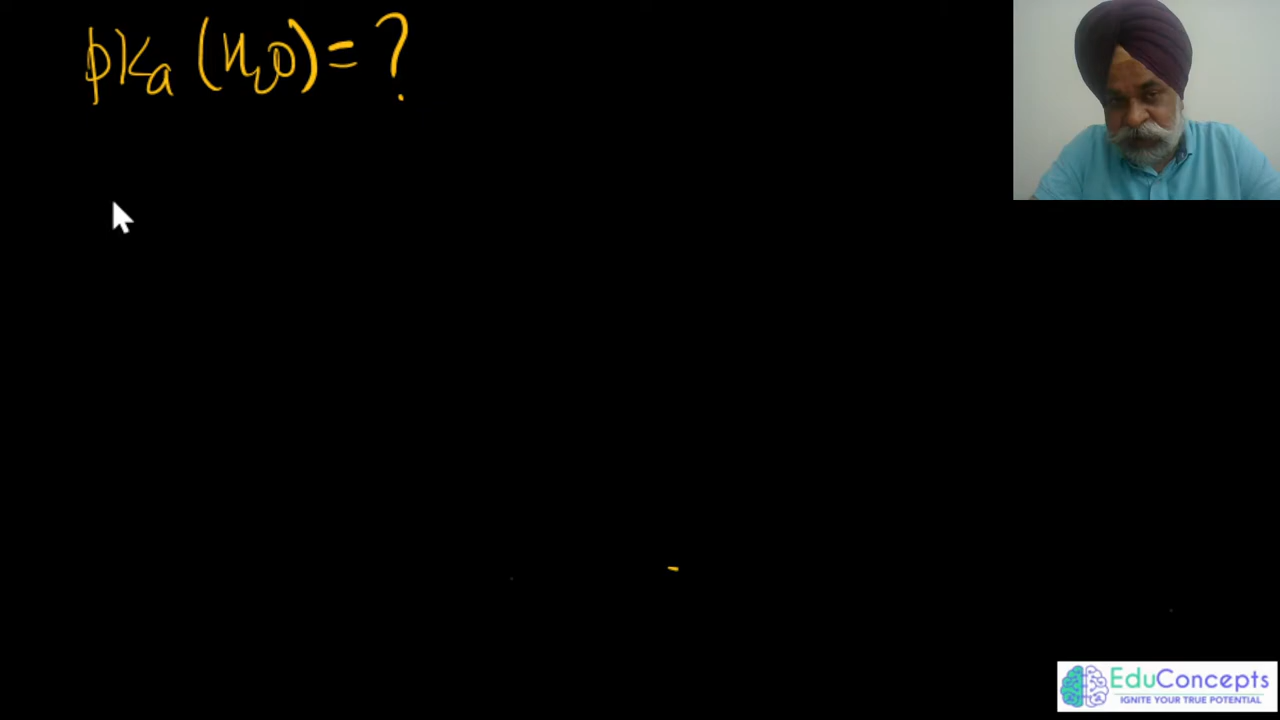 pKa (H2O) = ?
EduConcepts
IGNITE YOUR TRUE POTENTIAL